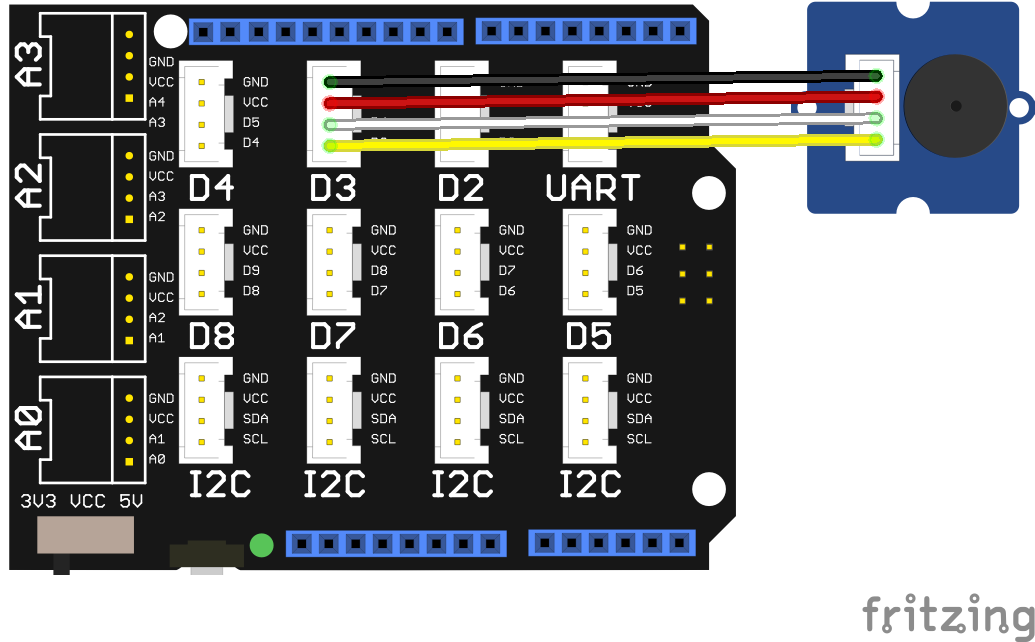 A3
GND
VCC
A4
A3
A2
GND
VCC
A3
A2
A1
GND
VCC
A2
A1
A0
GND
VCC
A1
A0
3V3 VCC 5V
GND
VCC
D5
D4
D4 D3 D2 UART
GND
VCC
D9
D8
GND
VCC
D8
D7
GND
VCC
D7
D6
GND
VCC
D6
D5
D8 D7 D6 D5
GND
VCC
SDA
SCL
GND
VCC
SDA
SCL
GND
VCC
SDA
SCL
GND
VCC
SDA
SCL
I2C I2C I2C I2C
fritzing